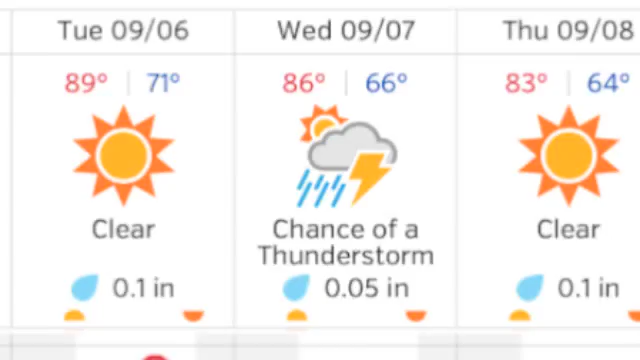 Tue 09/06 Wed 09/07 Thu 09/08
89° | 71° 86° | 66° 83° | 64°
Clear Chance of a Clear
Thunderstorm
0.1 in 0.05 in 0.1 in